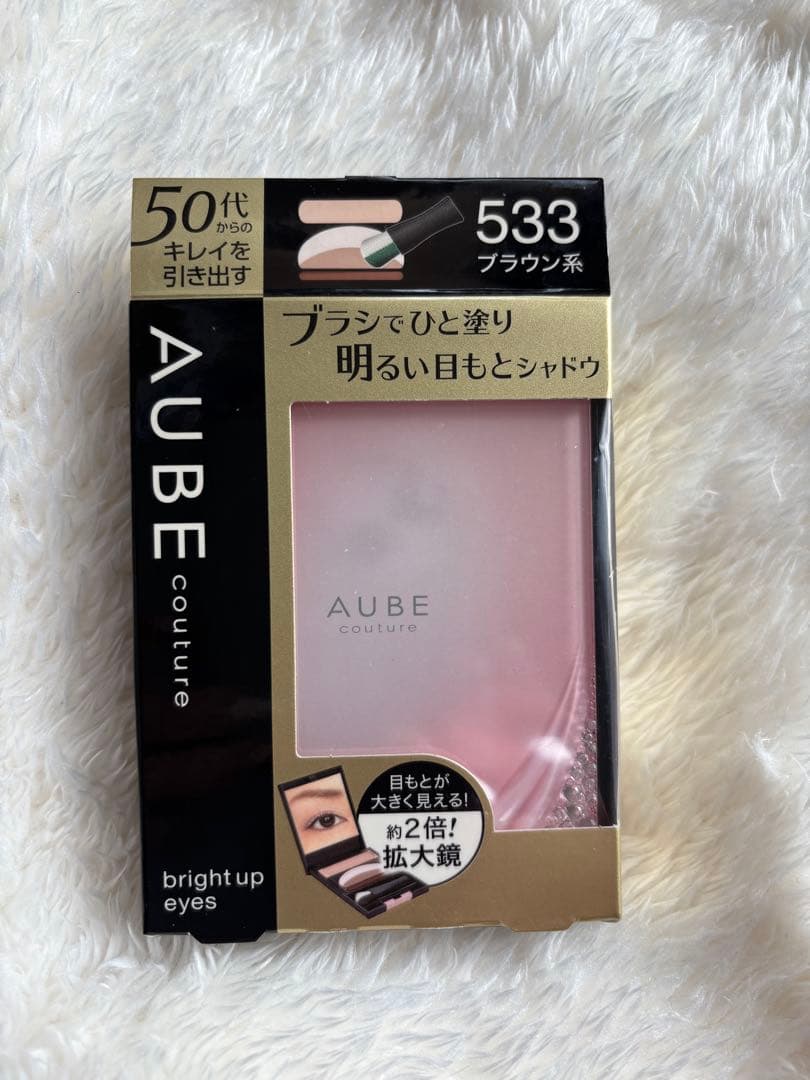 50代
からの
キレイを
引き出す
533
ブラウン系
AUBE
couture
bright up
eyes
ブラシでひと塗り
明るい目もとシャドウ
AUBE
couture
目もとが
大きく見える!
約2倍!
拡大鏡